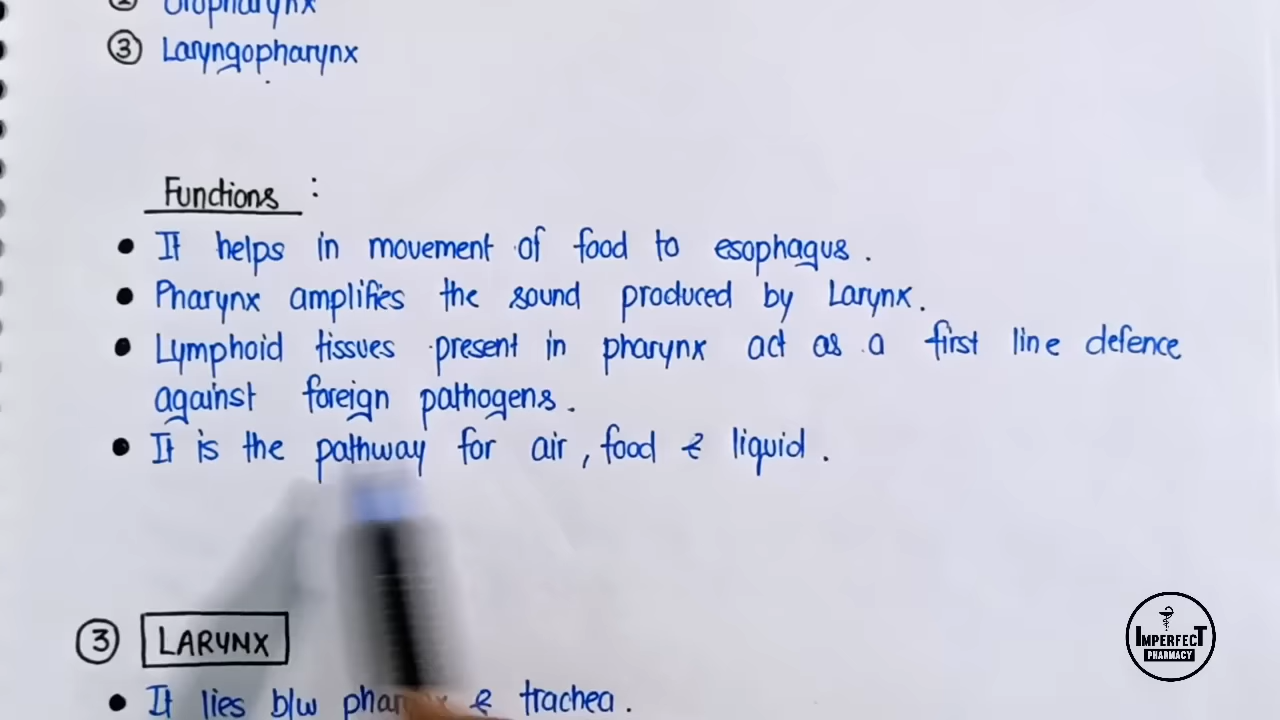 ② Oropharynx
③ Laryngopharynx
Functions :
• It helps in movement of food to esophagus.
• Pharynx amplifies the sound produced by Larynx.
• Lymphoid tissues present in pharynx act as a first line defence
against foreign pathogens.
• It is the pathway for air, food & liquid.
③ LARYNX
• It lies b/w & trachea.
IMPERFECT
PHARMACY